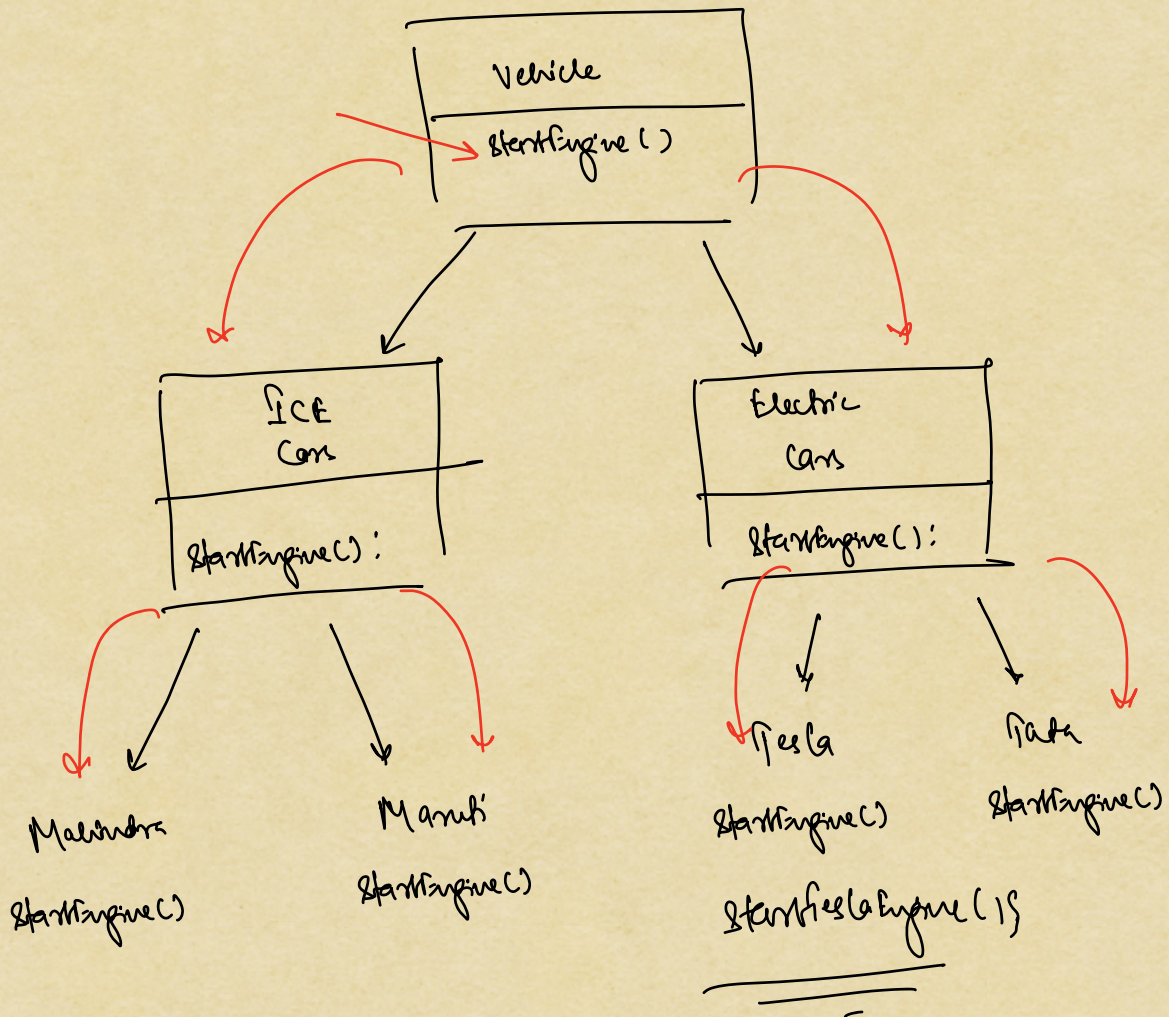 Vehicle
StartEngine()
ICE
Cars
StartEngine():
Electric
Cars
StartEngine():
Mahindra
StartEngine()
Maruti
StartEngine()
Tesla
StartEngine()
StartTeslaEngine(){
Tata
StartEngine()